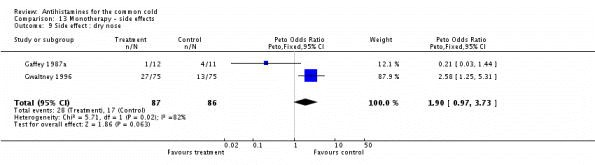 Review: Antihistamines for the common cold
Comparison: 13 Monotherapy - side effects
Outcome: 9 Side effect : dry nose
Study or subgroup Treatment Control Peto Odds Ratio Weight Peto Odds Ratio
n/N n/N Peto,Fixed,95% CI Peto,Fixed,95% CI
Gaffey 1987a 1/12 4/11 12.1 % 0.21 [ 0.03, 1.44 ]
Gwaltney 1996 27/75 13/75 87.9 % 2.58 [ 1.25, 5.31 ]
Total (95% CI) 87 86 100.0 % 1.90 [ 0.97, 3.73 ]
Total events: 28 (Treatment), 17 (Control)
Heterogeneity: Chi² = 5.71, df = 1 (P = 0.02); I² =82%
Test for overall effect: Z = 1.86 (P = 0.063)
0.02 0.1 1 10 50
Favours treatment Favours control